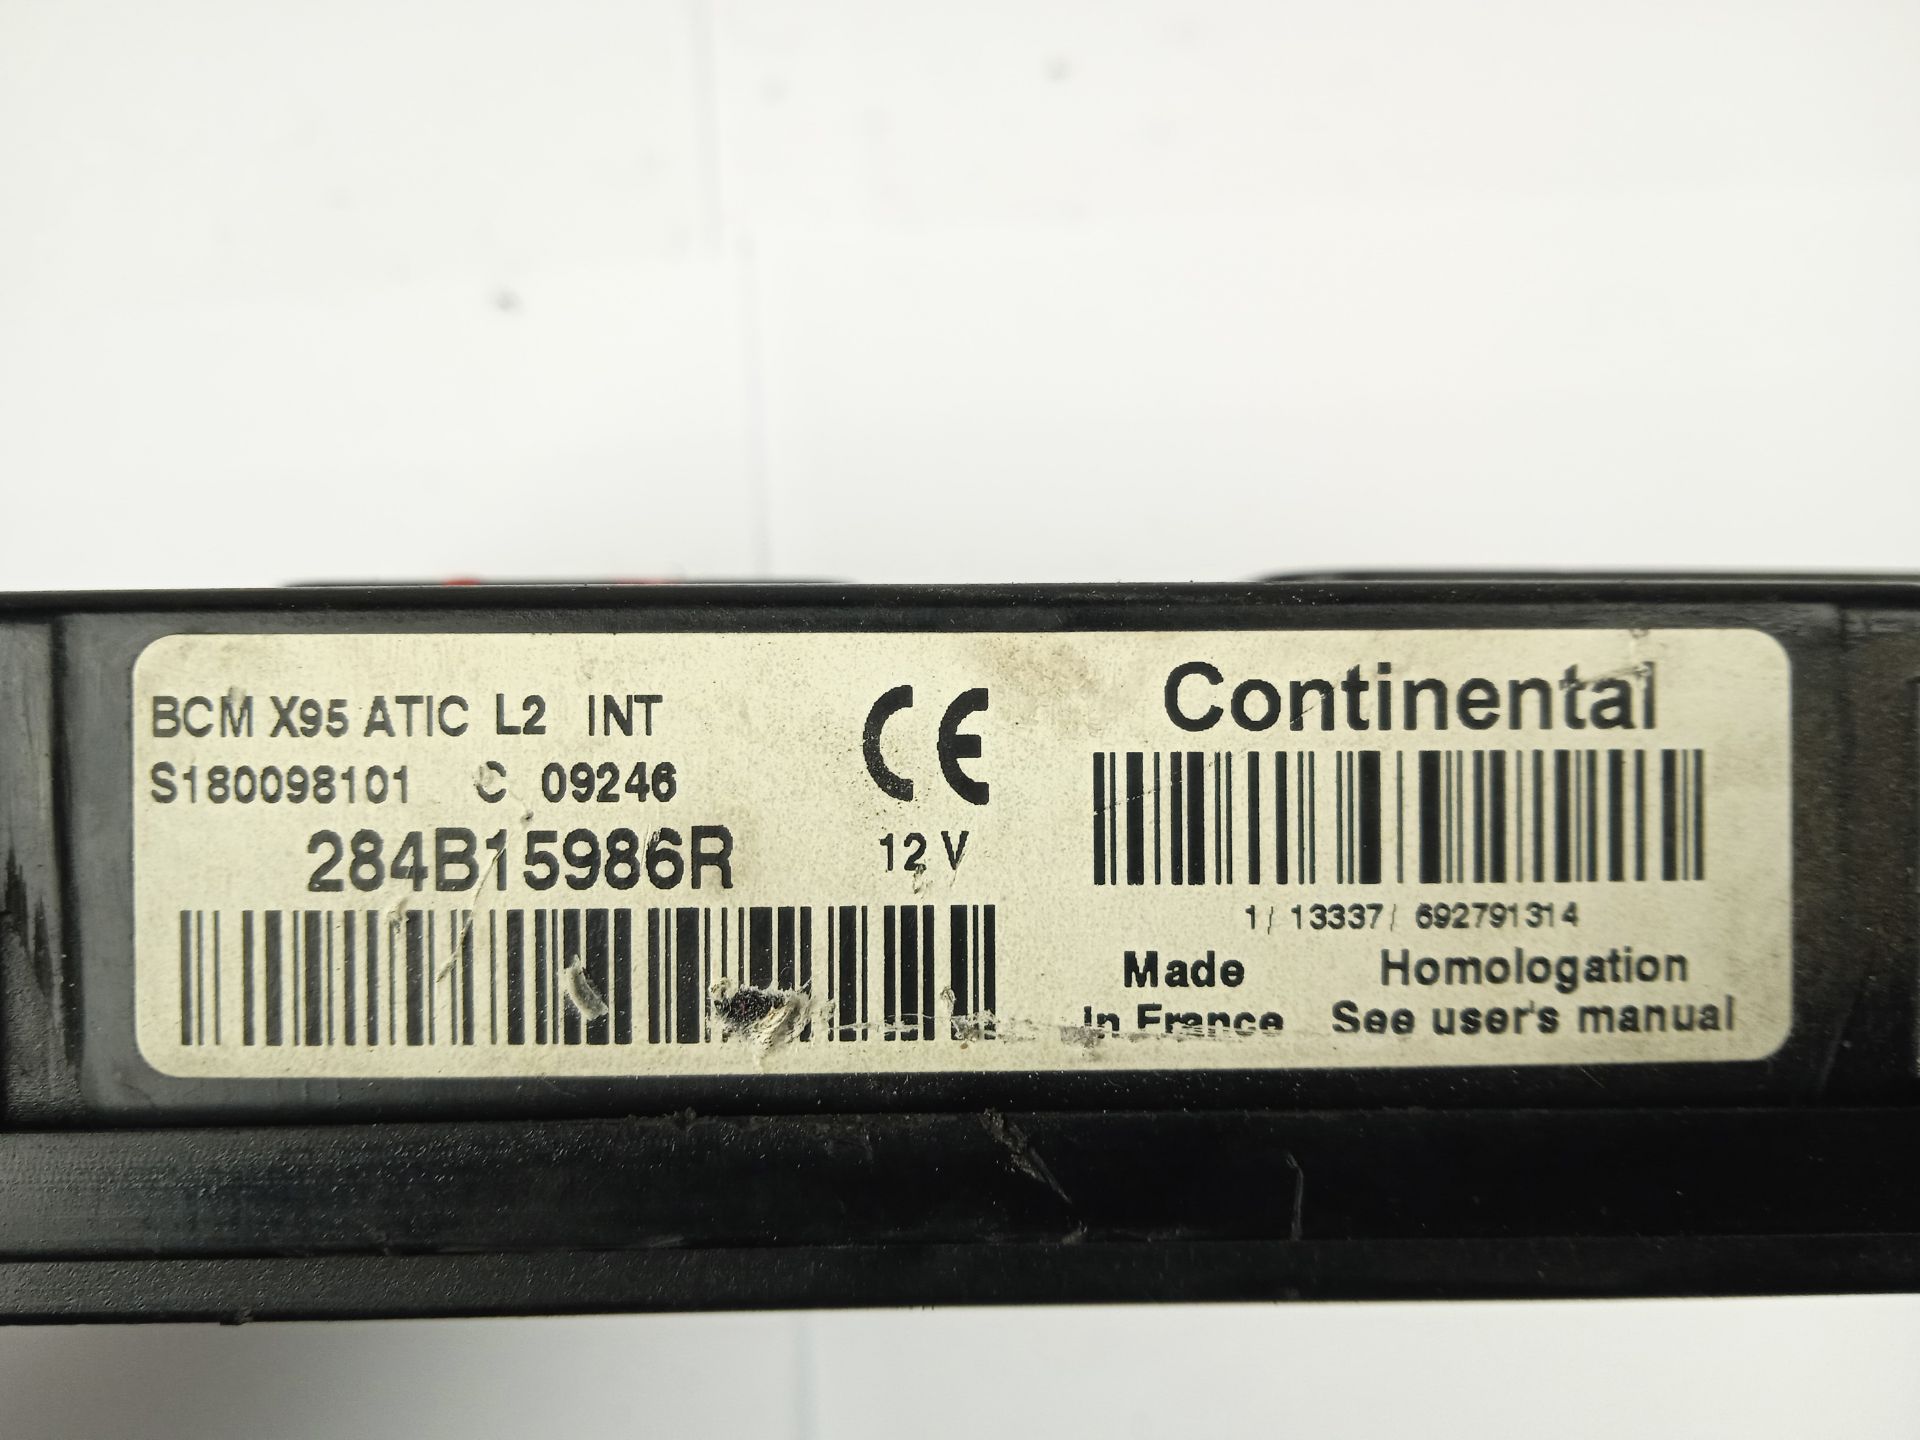 BCM X95 ATIC L2 INT
S180098101 C 09246
284B15986R
CE
12 V
Continental
1/ 13337/ 692791314
Made
In France
Homologation
See user's manual